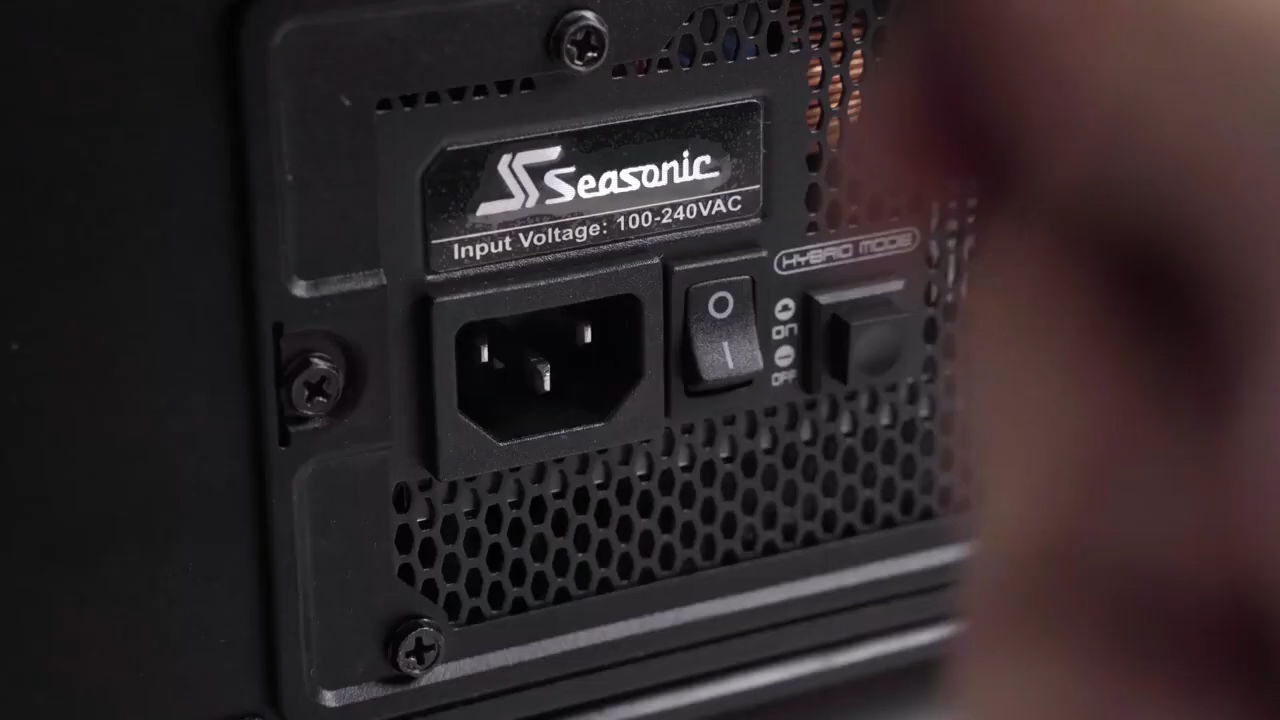 Seasonic
Input Voltage: 100-240VAC
HYBRID MODE
O
I
ON
OFF